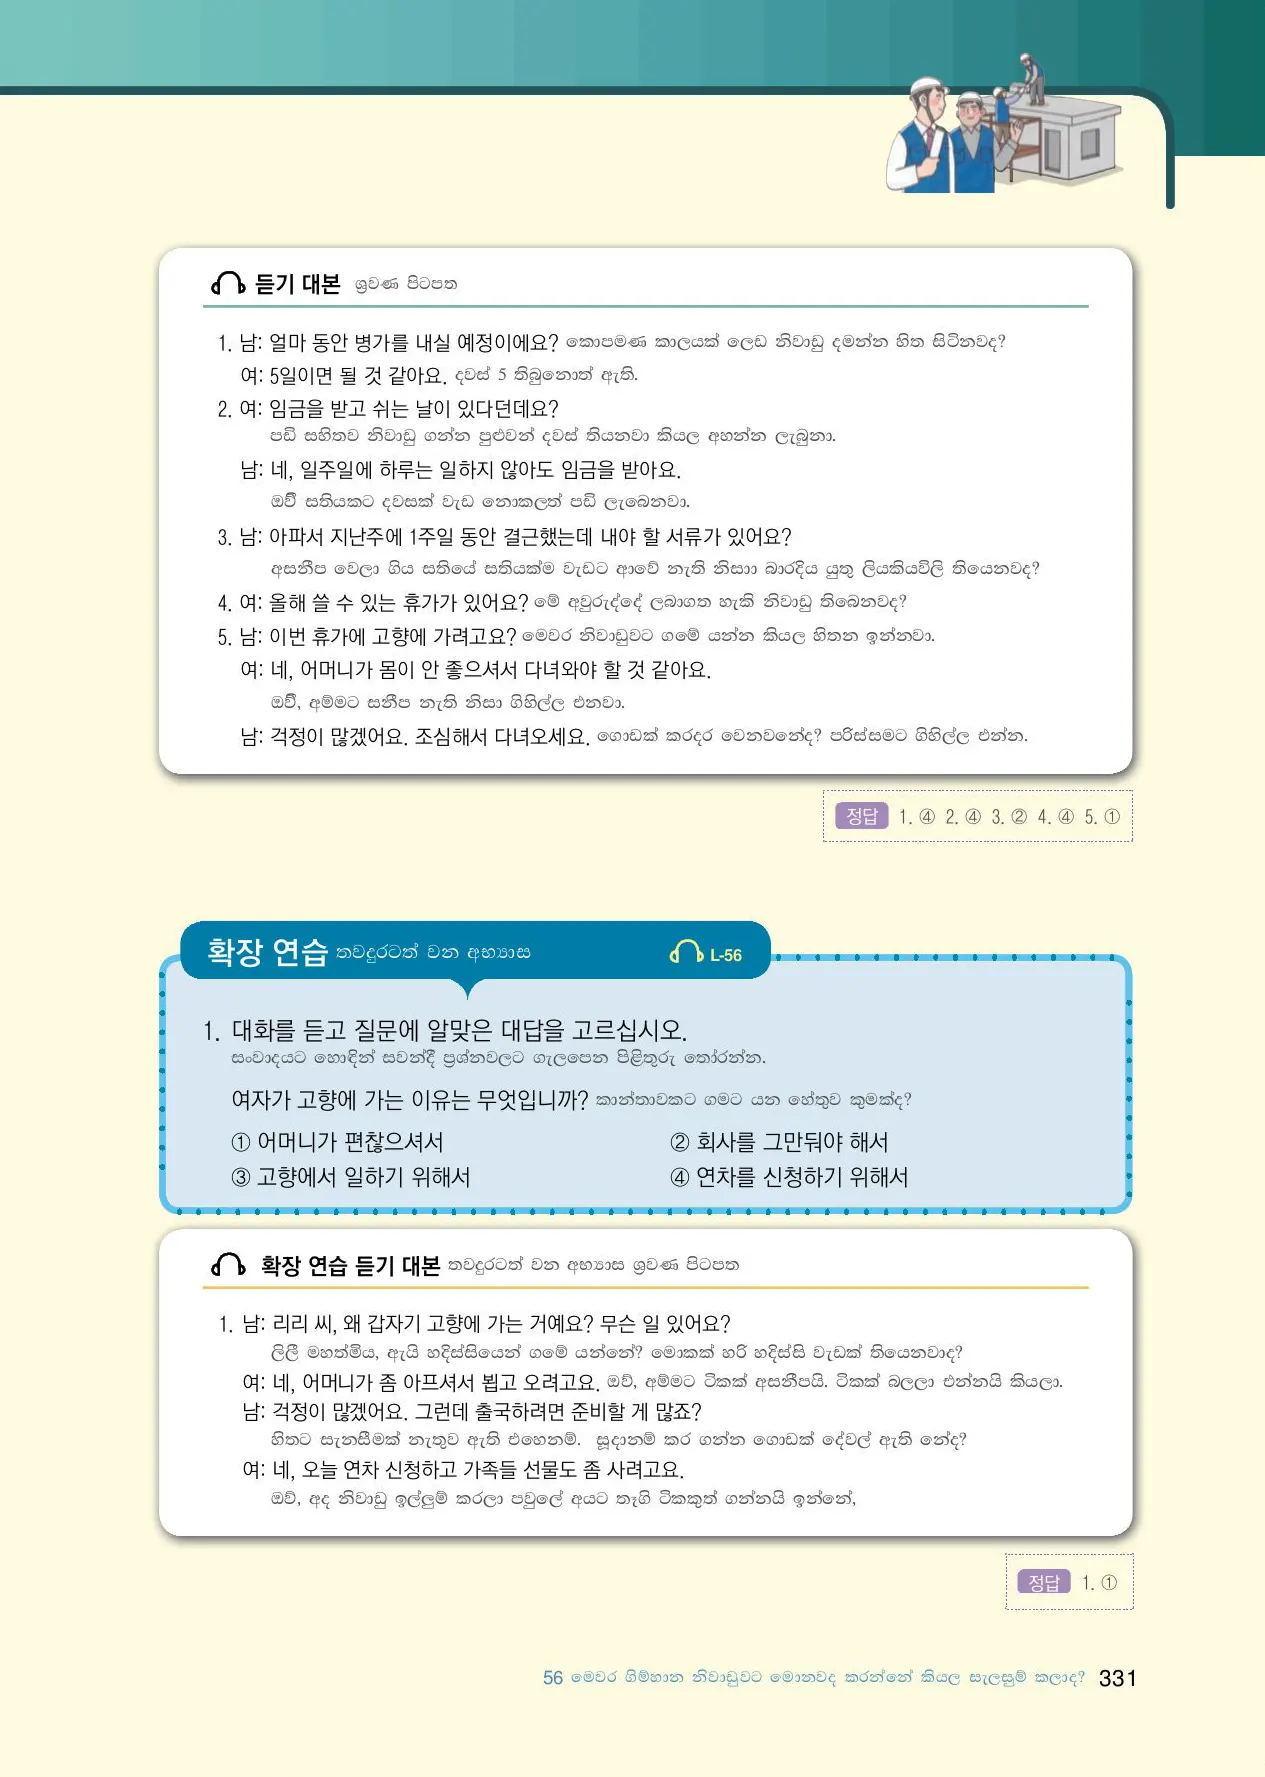 듣기 대본 ශ්‍රවණ පිටපත
1. 남: 얼마 동안 병가를 내실 예정이에요? කොපමණ කාලයක් ලෙඩ නිවාඩු දමන්න හිත සිටිනවද?
여: 5일이면 될 것 같아요. දවස් 5 තිබුනොත් ඇති.
2. 여: 임금을 받고 쉬는 날이 있다던데요?
පඩි සහිතව නිවාඩු ගන්න පුළුවන් දවස් තියනවා කියල අහන්න ලැබුනා.
남: 네, 일주일에 하루는 일하지 않아도 임금을 받아요.
ඔව් සතියකට දවසක් වැඩ නොකලත් පඩි ලැබෙනවා.
3. 남: 아파서 지난주에 1주일 동안 결근했는데 내야 할 서류가 있어요?
අසනීප වෙලා ගිය සතියේ සතියක්ම වැඩට ආවේ නැති නිසාා බාරදිය යුතු ලියකියවිලි තියෙනවද?
4. 여: 올해 쓸 수 있는 휴가가 있어요? මේ අවුරුද්දේ ලබාගත හැකි නිවාඩු තිබෙනවද?
5. 남: 이번 휴가에 고향에 가려고요? මෙවර නිවාඩුවට ගමේ යන්න කියල හිතන ඉන්නවා.
여: 네, 어머니가 몸이 안 좋으셔서 다녀와야 할 것 같아요.
ඔව්, අම්මට සනීප නැති නිසා ගිහිල්ල එනවා.
남: 걱정이 많겠어요. 조심해서 다녀오세요. ගොඩක් කරදර වෙනවනේද? පරිස්සමට ගිහිල්ල එන්න.
정답 1. ④ 2. ④ 3. ② 4. ④ 5. ①
확장 연습 තවදුරටත් වන අභ්‍යාස L-56
1. 대화를 듣고 질문에 알맞은 대답을 고르십시오.
සංවාදයට හොඳින් සවන්දී ප්‍රශ්නවලට ගැලපෙන පිළිතුරු තෝරන්න.
여자가 고향에 가는 이유는 무엇입니까? කාන්තාවකට ගමට යන හේතුව කුමක්ද?
① 어머니가 편찮으셔서 ② 회사를 그만둬야 해서
③ 고향에서 일하기 위해서 ④ 연차를 신청하기 위해서
확장 연습 듣기 대본 තවදුරටත් වන අභ්‍යාස ශ්‍රවණ පිටපත
1. 남: 리리 씨, 왜 갑자기 고향에 가는 거예요? 무슨 일 있어요?
ලිලී මහත්මිය, ඇයි හදිස්සියෙන් ගමේ යන්නේ? මොකක් හරි හදිස්සි වැඩක් තියෙනවාද?
여: 네, 어머니가 좀 아프셔서 뵙고 오려고요. ඔව්, අම්මට ටිකක් අසනීපයි. ටිකක් බලලා එන්නයි කියලා.
남: 걱정이 많겠어요. 그런데 출국하려면 준비할 게 많죠?
හිතට සැනසීමක් නැතුව ඇති එහෙනම්. සූදානම් කර ගන්න ගොඩක් දේවල් ඇති නේද?
여: 네, 오늘 연차 신청하고 가족들 선물도 좀 사려고요.
ඔව්, අද නිවාඩු ඉල්ලුම් කරලා පවුලේ අයට තෑගි ටිකකුත් ගන්නයි ඉන්නේ,
정답 1. ①
56 මෙවර ගිම්හාන නිවාඩුවට මොනවද කරන්නේ කියල සැලසුම් කලාද? 331